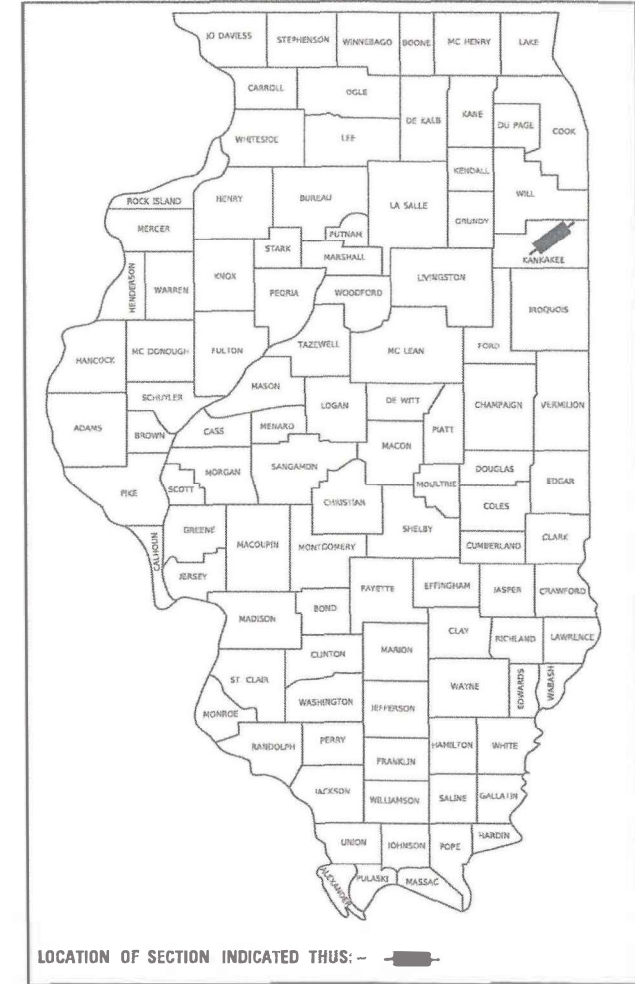 JO DAVIESS STEPHENSON WINNEBAGO BOONE MC HENRY LAKE
CARROLL OGLE DE KALB KANE DU PAGE COOK
WHITESIDE LEE KENDALL WILL
ROCK ISLAND HENRY BUREAU LA SALLE GRUNDY
MERCER STARK PUTNAM MARSHALL KANKAKEE
HENDERSON WARREN KNOX PEORIA WOODFORD LIVINGSTON IROQUOIS
HANCOCK MC DONOUGH FULTON TAZEWELL MC LEAN FORD
MASON
SCHUYLER LOGAN DE WITT CHAMPAIGN VERMILION
ADAMS BROWN CASS MENARD MACON PIATT
PIKE SCOTT MORGAN SANGAMON CHRISTIAN MOULTRIE DOUGLAS EDGAR
COLES
CALHOUN GREENE MACOUPIN MONTGOMERY SHELBY CUMBERLAND CLARK
JERSEY FAYETTE EFFINGHAM JASPER CRAWFORD
MADISON BOND
CLINTON MARION CLAY RICHLAND LAWRENCE
ST CLAIR WAYNE EDWARDS WABASH
MONROE WASHINGTON JEFFERSON
RANDOLPH PERRY FRANKLIN HAMILTON WHITE
JACKSON WILLIAMSON SALINE GALLATIN
UNION JOHNSON POPE HARDIN
ALEXANDER PULASKI MASSAC
LOCATION OF SECTION INDICATED THUS: -